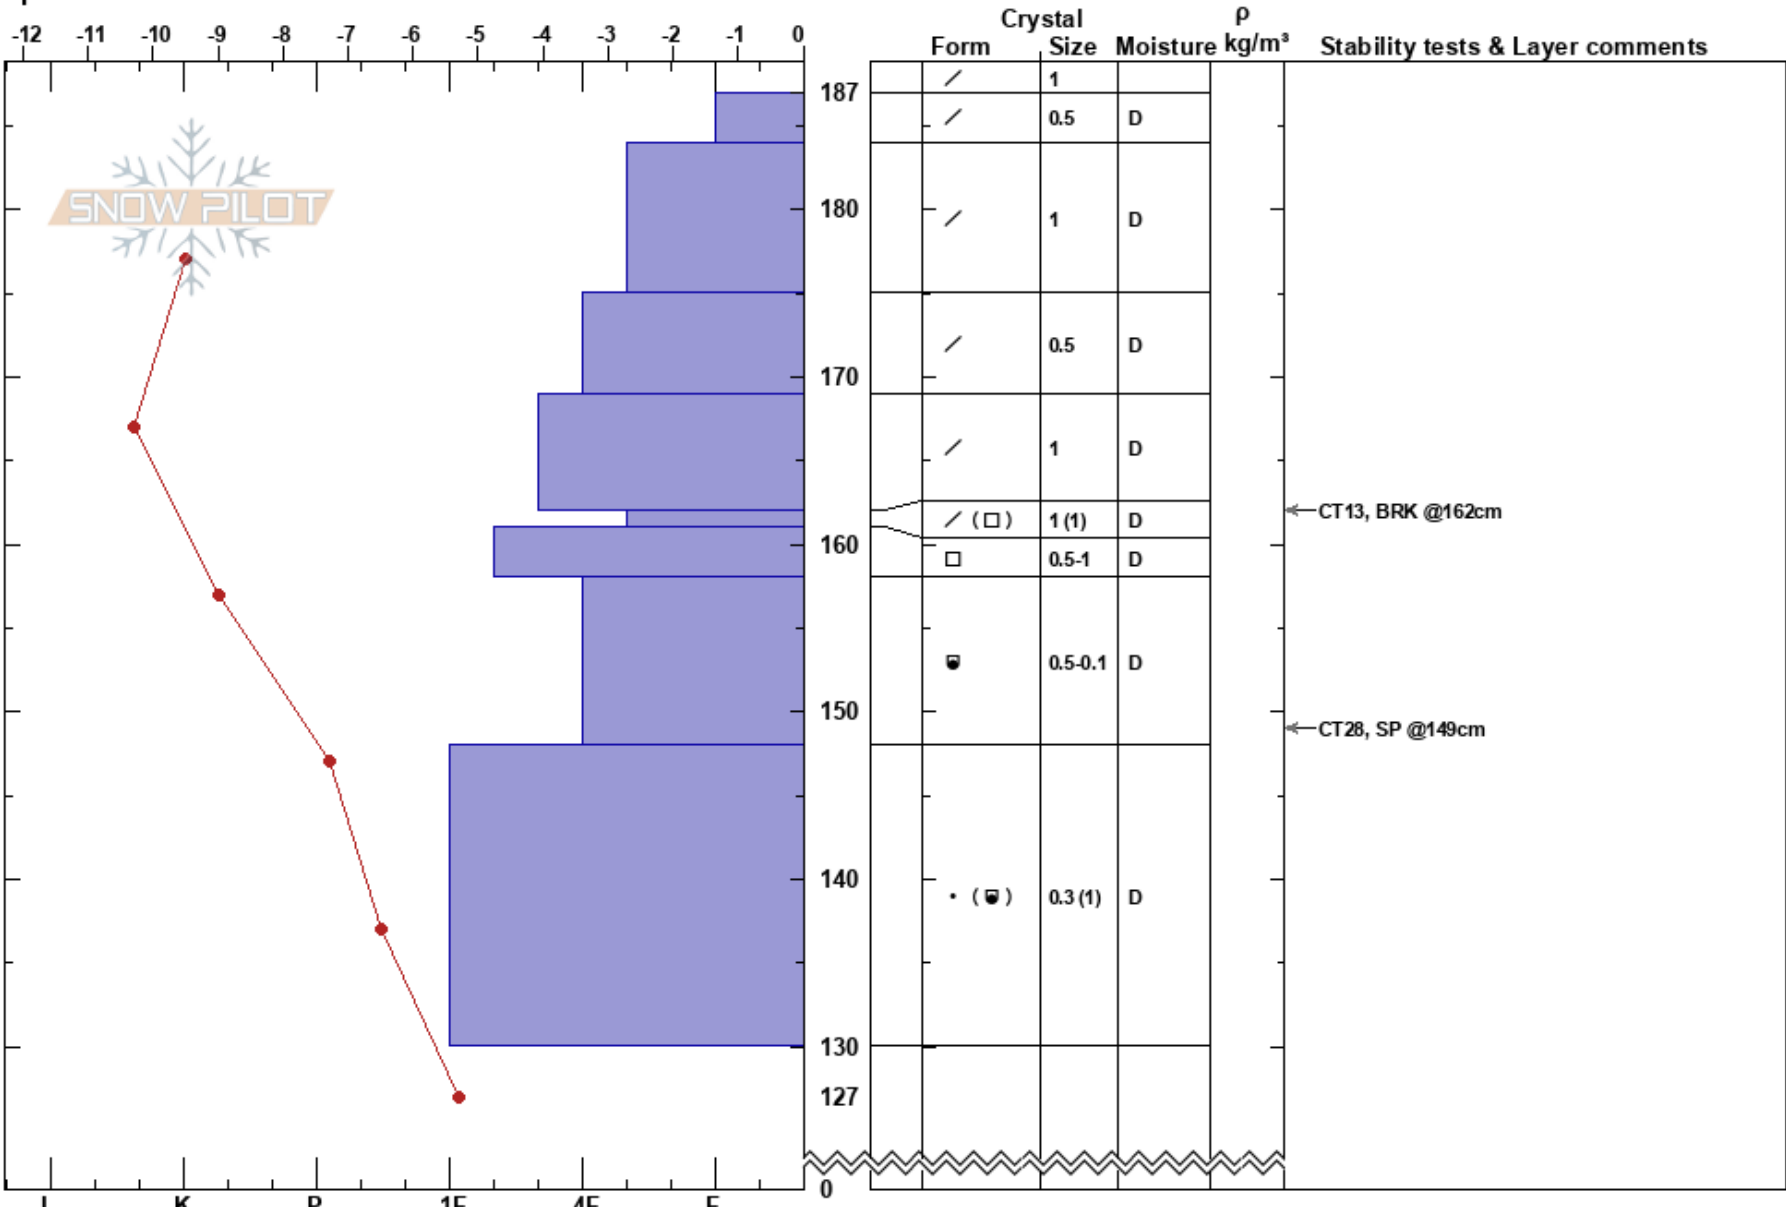 Crystal ρ
-12 -11 -10 -9 -8 -7 -6 -5 -4 -3 -2 -1 0 Form Size Moisture kg/m³ Stability tests & Layer comments
1
187
0.5 D
SNOW PILOT
180 1 D
0.5 D
170
1 D
CT13, BRK @162cm
( ) 1 (1) D
160 0.5-1 D
0.5-0.1 D
150
CT28, SP @149cm
140 ( ) 0.3 (1) D
130
127
0
I K P 1F 4F F